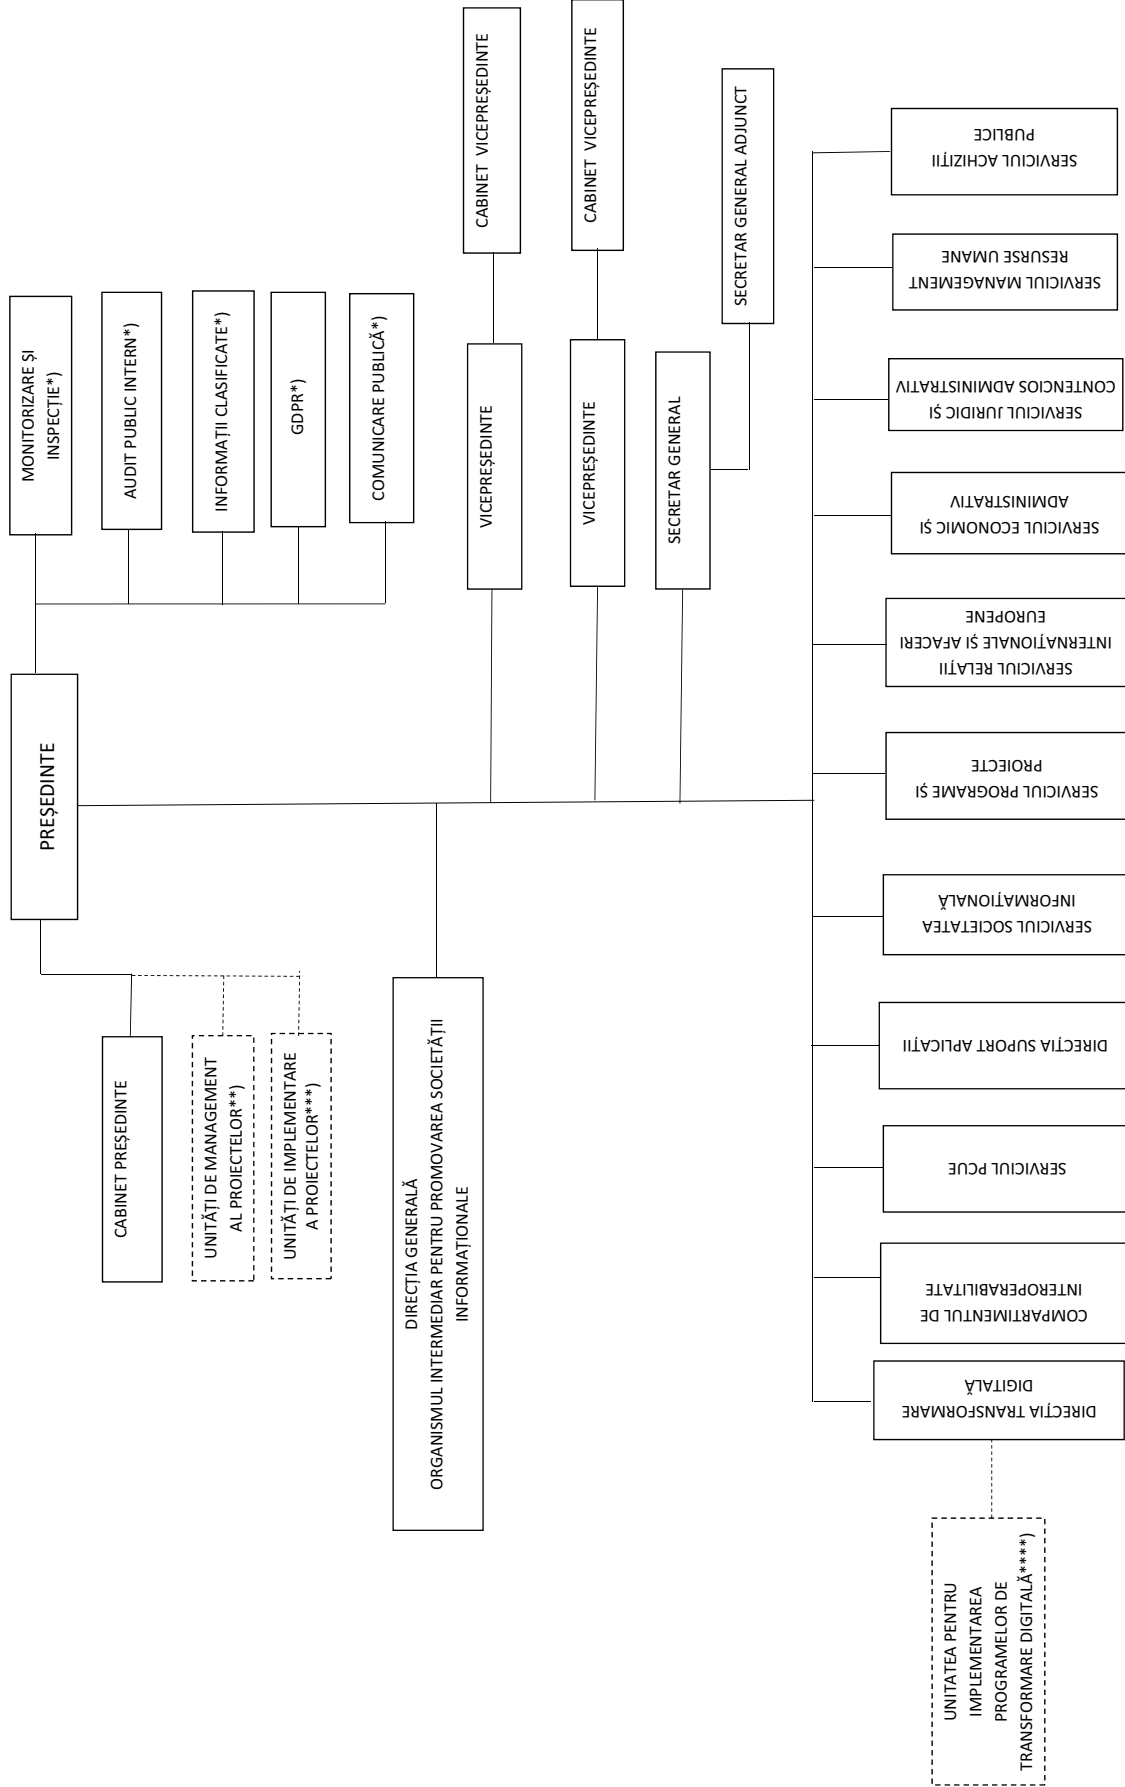 PREȘEDINTE
CABINET PREȘEDINTE
UNITĂȚI DE MANAGEMENT
AL PROIECTELOR**)
UNITĂȚI DE IMPLEMENTARE
A PROIECTELOR***)
MONITORIZARE ȘI
INSPECȚIE*)
AUDIT PUBLIC INTERN*)
INFORMAȚII CLASIFICATE*)
GDPR*)
COMUNICARE PUBLICĂ*)
DIRECȚIA GENERALĂ
ORGANISMUL INTERMEDIAR PENTRU PROMOVAREA SOCIETĂȚII
INFORMAȚIONALE
VICEPREȘEDINTE
CABINET VICEPREȘEDINTE
VICEPREȘEDINTE
CABINET VICEPREȘEDINTE
SECRETAR GENERAL
SECRETAR GENERAL ADJUNCT
UNITATEA PENTRU
IMPLEMENTAREA
PROGRAMELOR DE
TRANSFORMARE DIGITALĂ****)
DIRECȚIA TRANSFORMARE
DIGITALĂ
COMPARTIMENTUL DE
INTEROPERABILITATE
SERVICIUL PCUE
DIRECȚIA SUPORT APLICAȚII
SERVICIUL SOCIETATEA
INFORMAȚIONALĂ
SERVICIUL PROGRAME ȘI
PROIECTE
SERVICIUL RELAȚII
INTERNAȚIONALE ȘI AFACERI
EUROPENE
SERVICIUL ECONOMIC ȘI
ADMINISTRATIV
SERVICIUL JURIDIC ȘI
CONTENCIOS ADMINISTRATIV
SERVICIUL MANAGEMENT
RESURSE UMANE
SERVICIUL ACHIZIȚII
PUBLICE